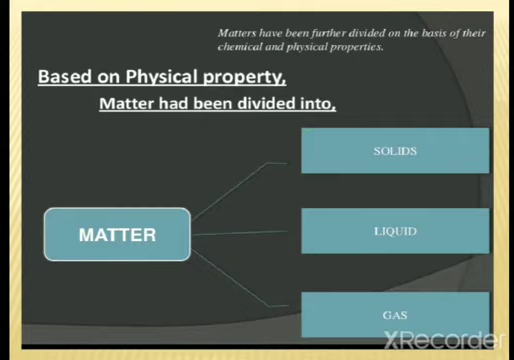 Matters have been further divided on the basis of their
chemical and physical properties.
Based on Physical property,
Matter had been divided into,
MATTER
SOLIDS
LIQUID
GAS
XRecorder